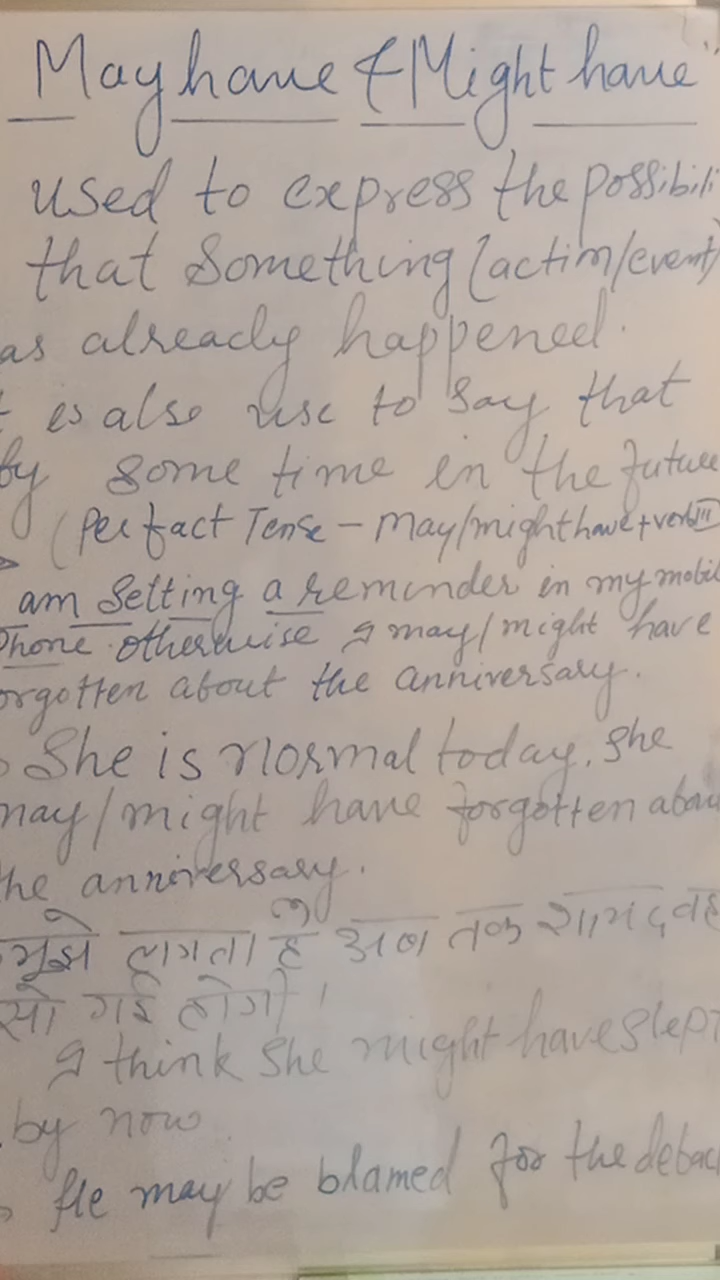 May have & Might have
used to express the possibili
that something (action/event)
as already happened.
t is also use to say that
by some time in the future
(Perfact Tense - May/might have + verb III
am setting a reminder in my mobil
Phone otherwise I may/might have
orgotten about the anniversary.
She is normal today. she
may/might have forgotten abou
he anniversary.
मुझे लगता है अब तक शायद वह
सो गई होगी।
I think she might have slept
by now.
He may be blamed for the debac